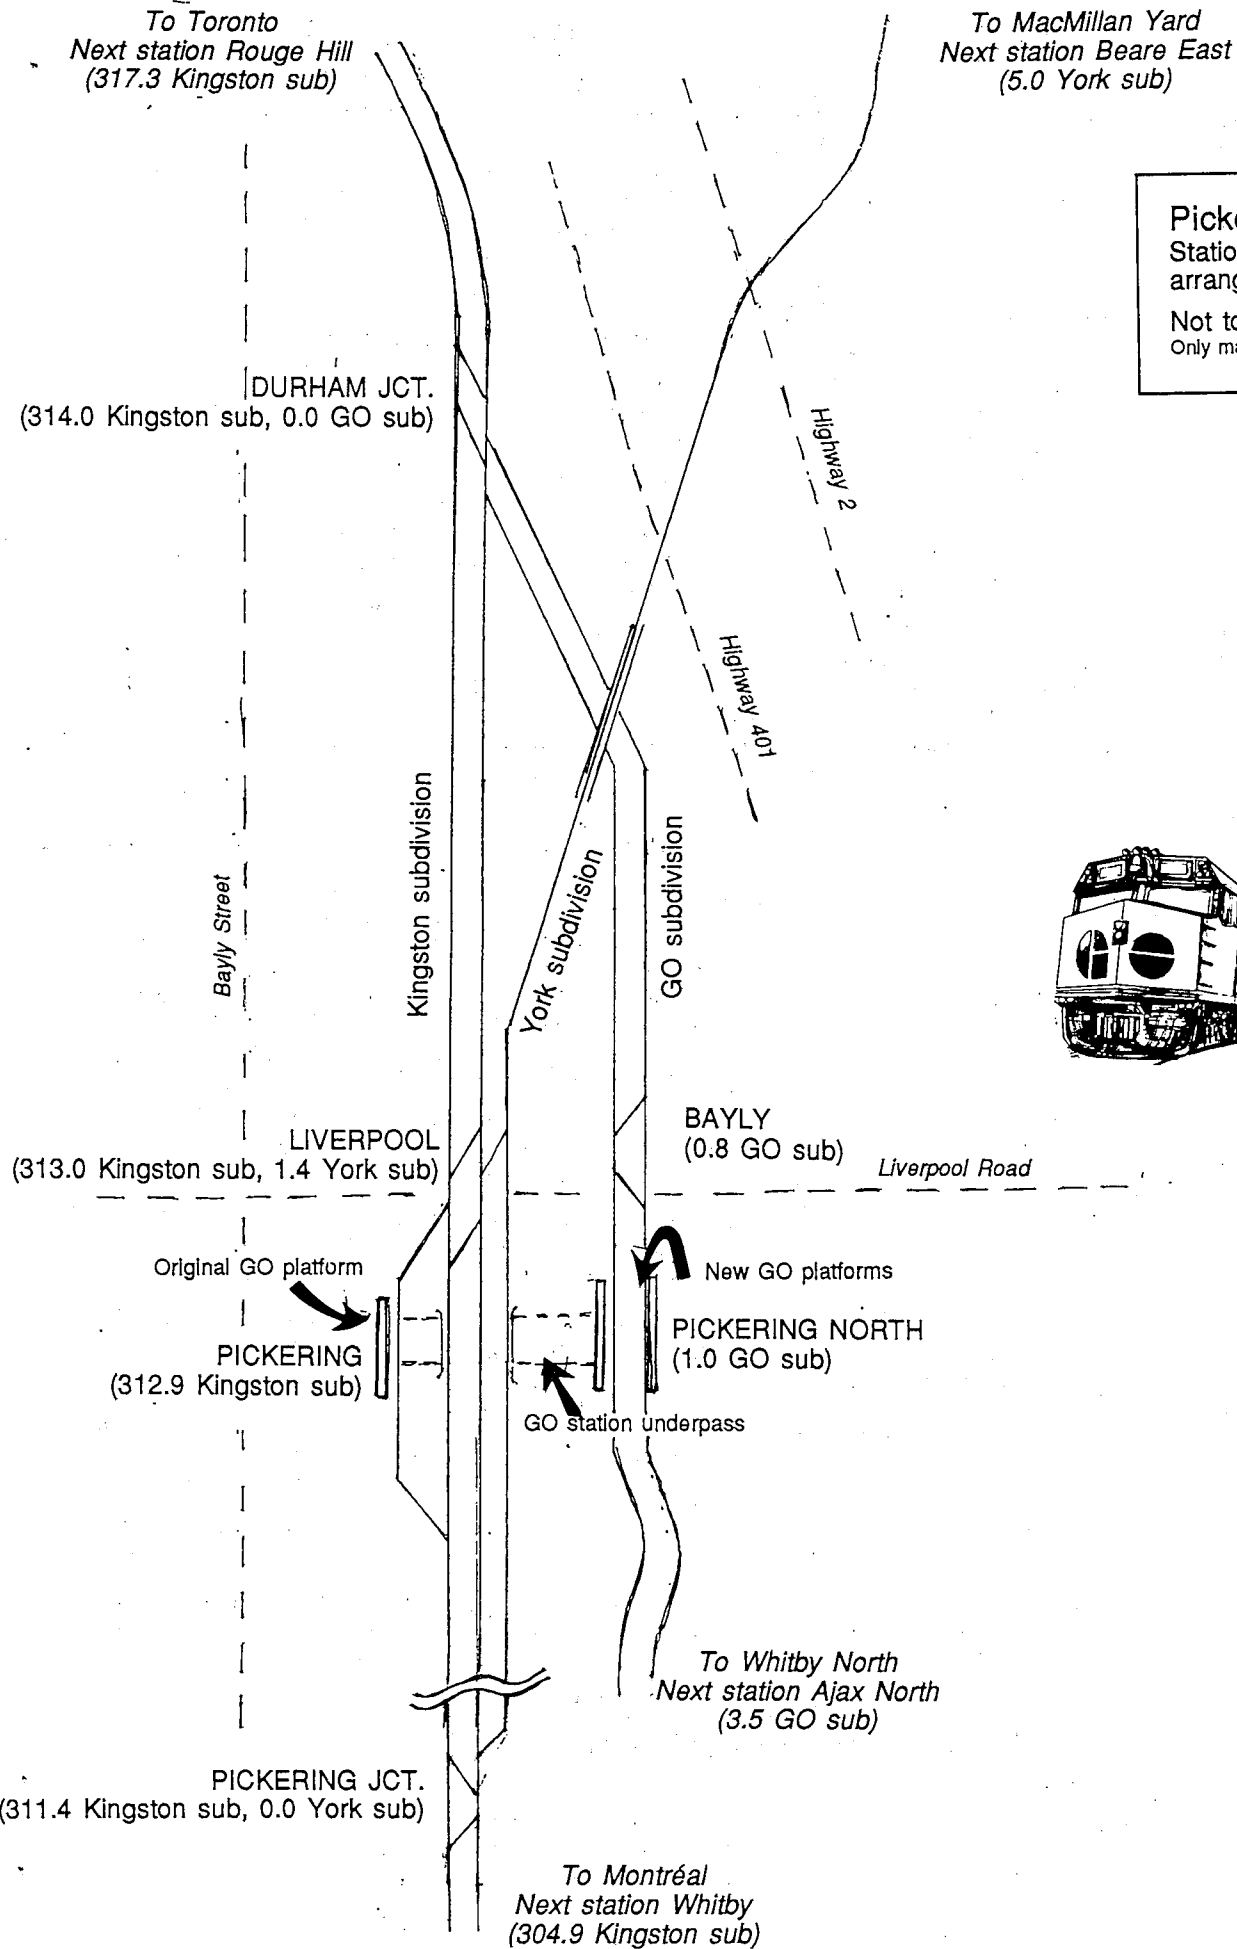 To Toronto
Next station Rouge Hill
(317.3 Kingston sub)
To MacMillan Yard
Next station Beare East
(5.0 York sub)
Not to
DURHAM JCT.
(314.0 Kingston sub, 0.0 GO sub)
Highway 2
Highway 401
Kingston subdivision
York subdivision
GO subdivision
Bayly Street
LIVERPOOL
(313.0 Kingston sub, 1.4 York sub)
BAYLY
(0.8 GO sub)
Liverpool Road
Original GO platform
New GO platforms
PICKERING
(312.9 Kingston sub)
PICKERING NORTH
(1.0 GO sub)
GO station underpass
To Whitby North
Next station Ajax North
(3.5 GO sub)
PICKERING JCT.
(311.4 Kingston sub, 0.0 York sub)
To Montréal
Next station Whitby
(304.9 Kingston sub)